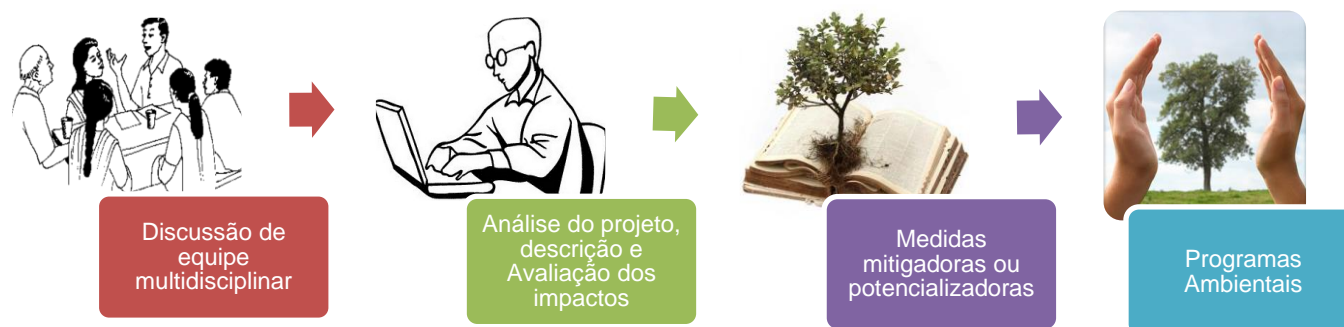 Discussão de
equipe
multidisciplinar
Análise do projeto,
descrição e
Avaliação dos
impactos
Medidas
mitigadoras ou
potencializadoras
Programas
Ambientais